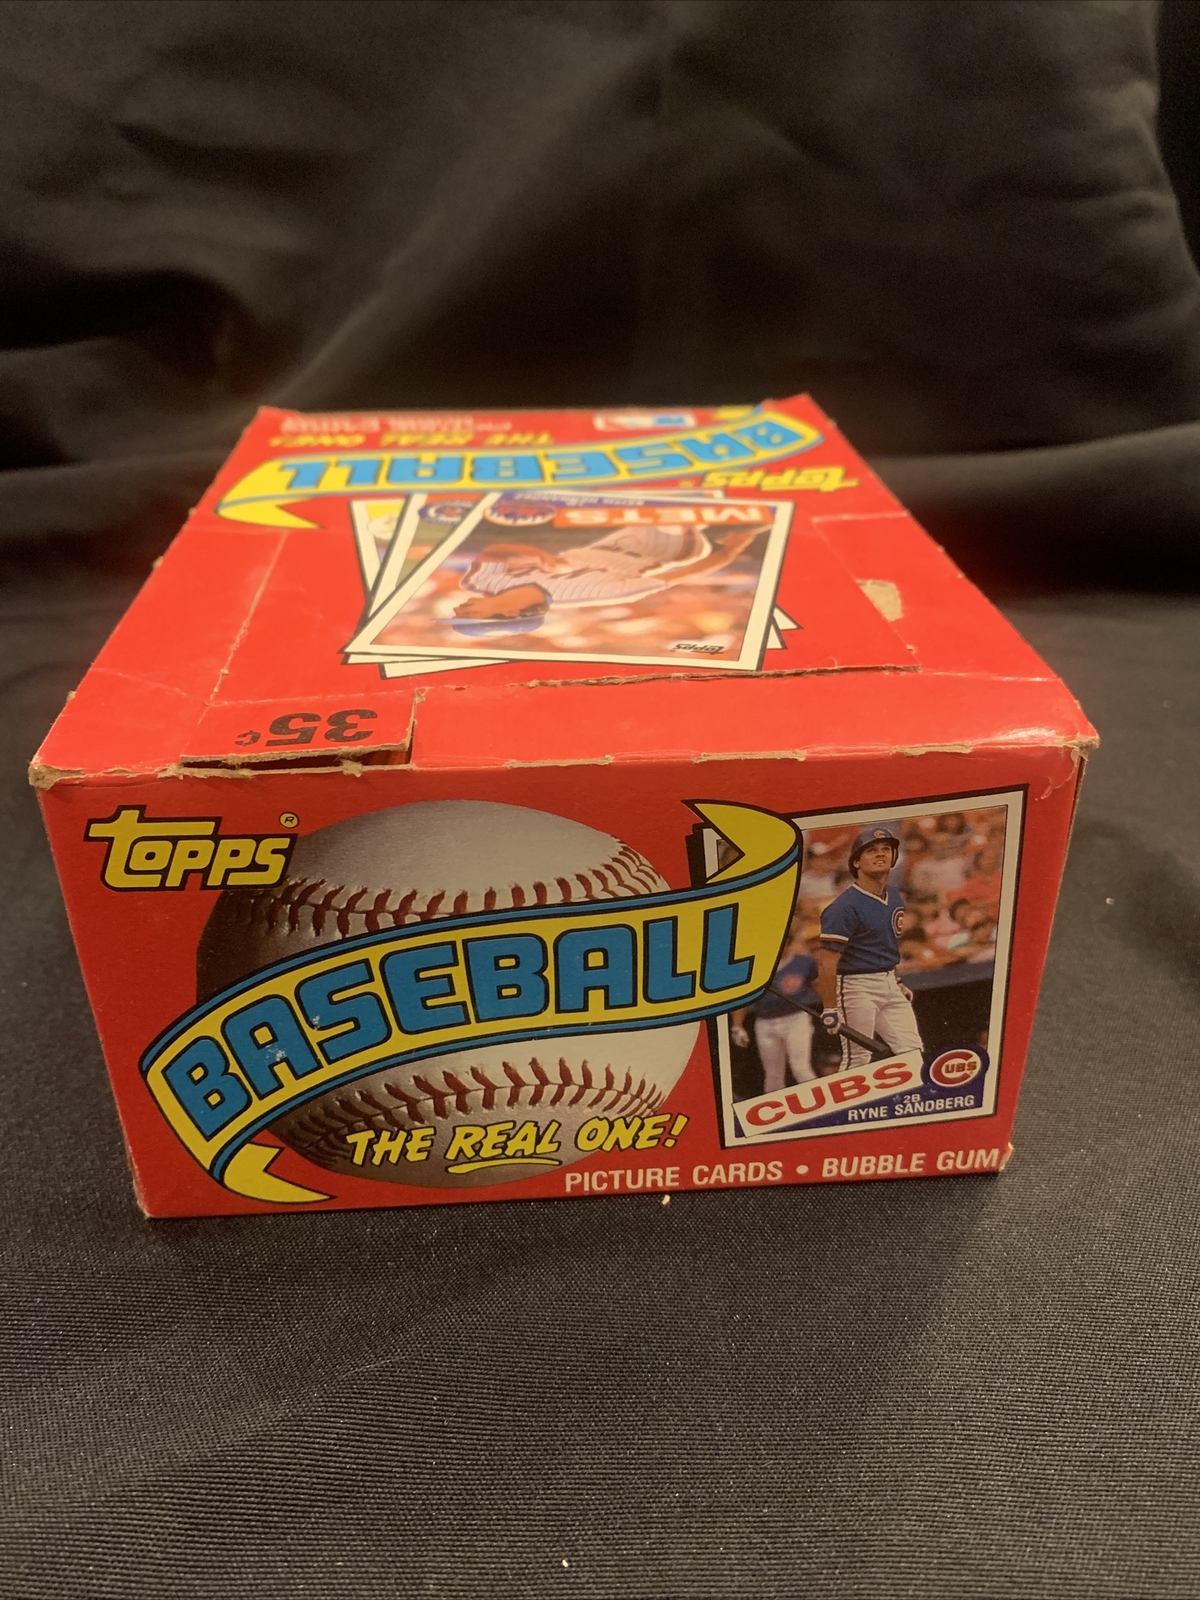 THE REAL ONE!
BASEBALL
topps
METS
topps
35¢
topps®
BASEBALL
THE REAL ONE!
CUBS
CUBS
2B
RYNE SANDBERG
PICTURE CARDS • BUBBLE GUM